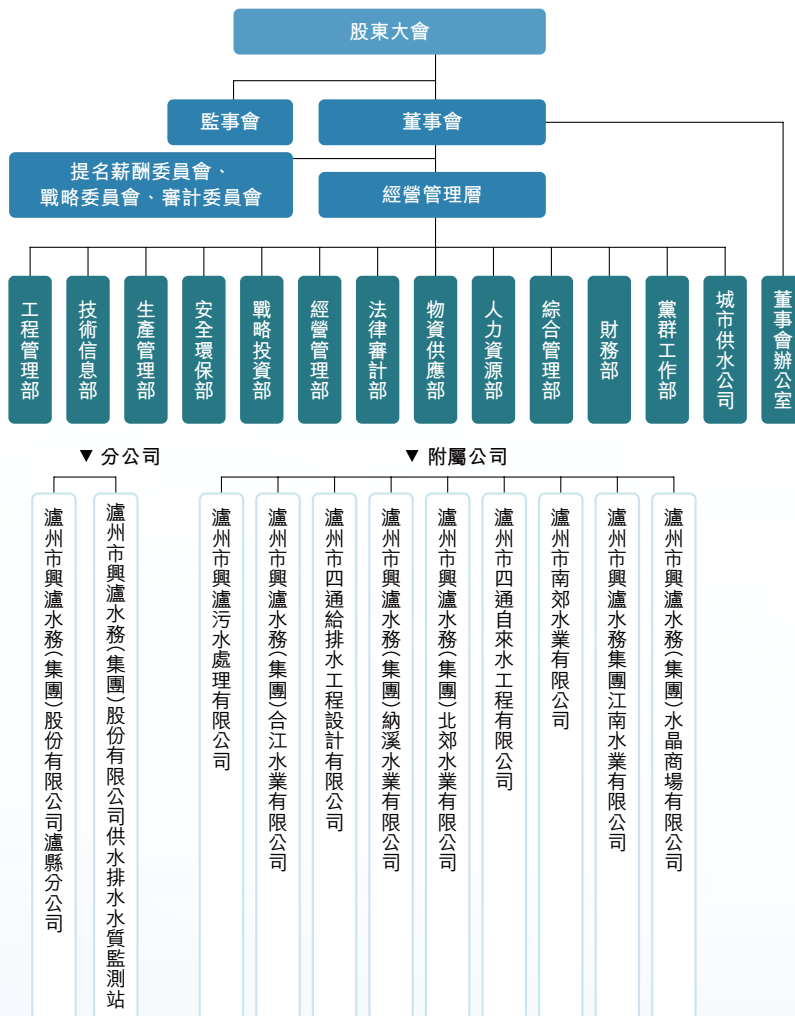 股東大會
監事會
董事會
提名薪酬委員會、
戰略委員會、審計委員會
經營管理層
工程管理部
技術信息部
生產管理部
安全環保部
戰略投資部
經營管理部
法律審計部
物資供應部
人力資源部
綜合管理部
財務部
黨群工作部
城市供水公司
董事會辦公室
▼ 分公司
瀘州市興瀘水務(集團)股份有限公司瀘縣分公司
瀘州市興瀘水務(集團)股份有限公司供水排水水質監測站
▼ 附屬公司
瀘州市興瀘污水處理有限公司
瀘州市興瀘水務(集團)合江水業有限公司
瀘州市四通給排水工程設計有限公司
瀘州市興瀘水務(集團)納溪水業有限公司
瀘州市興瀘水務(集團)北郊水業有限公司
瀘州市四通自來水工程有限公司
瀘州市南郊水業有限公司
瀘州市興瀘水務集團江南水業有限公司
瀘州市興瀘水務(集團)水晶商場有限公司